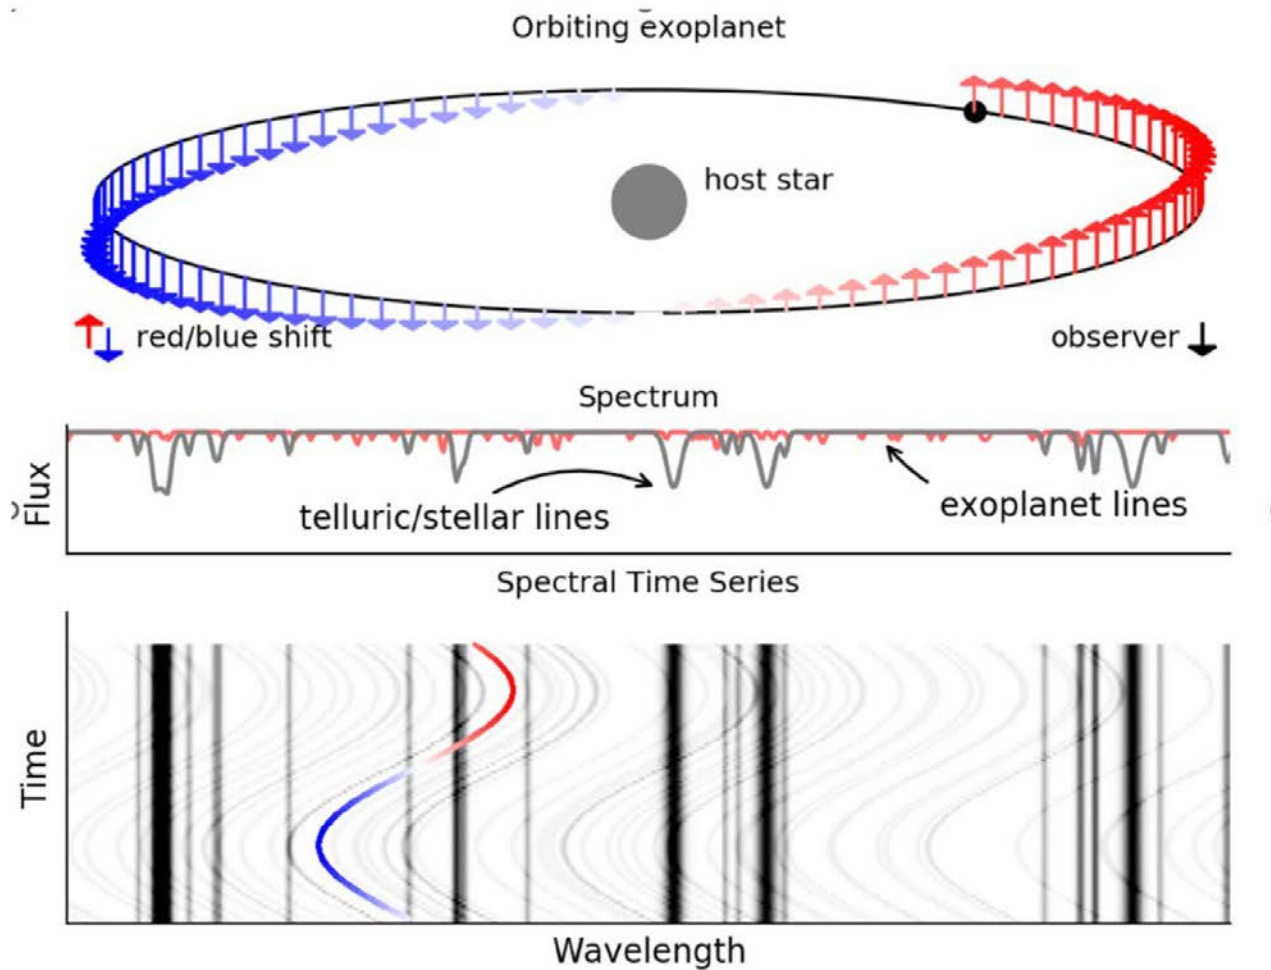 Orbiting exoplanet
host star
red/blue shift
observer
Spectrum
Flux
telluric/stellar lines
exoplanet lines
Spectral Time Series
Time
Wavelength